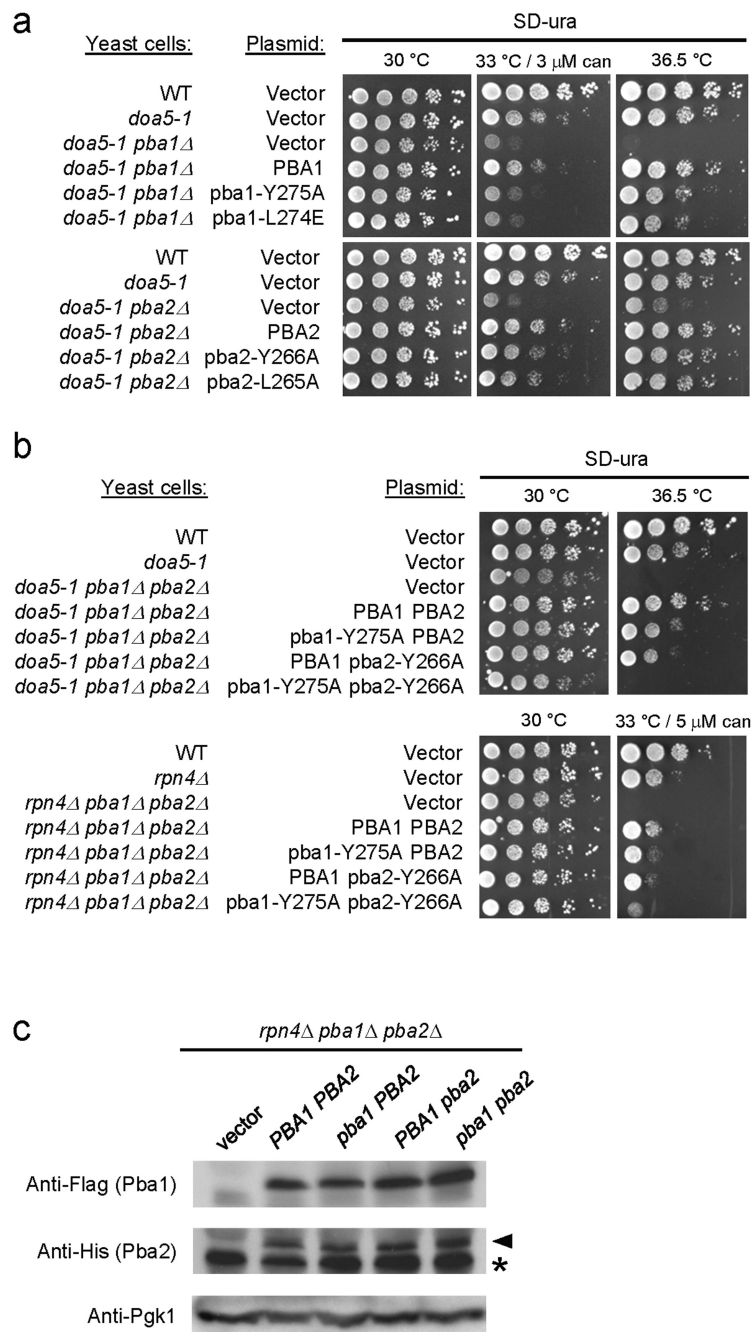 a
SD-ura
Yeast cells: Plasmid: 30 °C 33 °C / 3 µM can 36.5 °C
WT Vector
doa5-1 Vector
doa5-1 pba1Δ Vector
doa5-1 pba1Δ PBA1
doa5-1 pba1Δ pba1-Y275A
doa5-1 pba1Δ pba1-L274E
WT Vector
doa5-1 Vector
doa5-1 pba2Δ Vector
doa5-1 pba2Δ PBA2
doa5-1 pba2Δ pba2-Y266A
doa5-1 pba2Δ pba2-L265A
b
SD-ura
Yeast cells: Plasmid: 30 °C 36.5 °C
WT Vector
doa5-1 Vector
doa5-1 pba1Δ pba2Δ Vector
doa5-1 pba1Δ pba2Δ PBA1 PBA2
doa5-1 pba1Δ pba2Δ pba1-Y275A PBA2
doa5-1 pba1Δ pba2Δ PBA1 pba2-Y266A
doa5-1 pba1Δ pba2Δ pba1-Y275A pba2-Y266A
30 °C 33 °C / 5 µM can
WT Vector
rpn4Δ Vector
rpn4Δ pba1Δ pba2Δ Vector
rpn4Δ pba1Δ pba2Δ PBA1 PBA2
rpn4Δ pba1Δ pba2Δ pba1-Y275A PBA2
rpn4Δ pba1Δ pba2Δ PBA1 pba2-Y266A
rpn4Δ pba1Δ pba2Δ pba1-Y275A pba2-Y266A
c
rpn4Δ pba1Δ pba2Δ
vector PBA1 PBA2 pba1 PBA2 PBA1 pba2 pba1 pba2
Anti-Flag (Pba1)
Anti-His (Pba2)
*
Anti-Pgk1